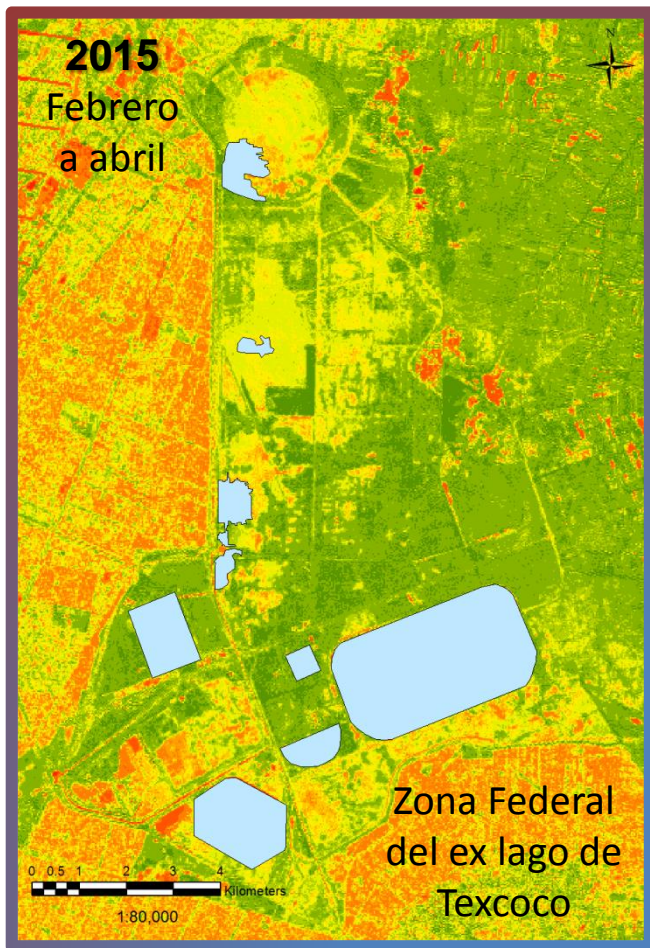 2015
Febrero
a abril
N
Zona Federal
del ex lago de
Texcoco
0 0.5 1 2 3 4
Kilometers
1:80,000